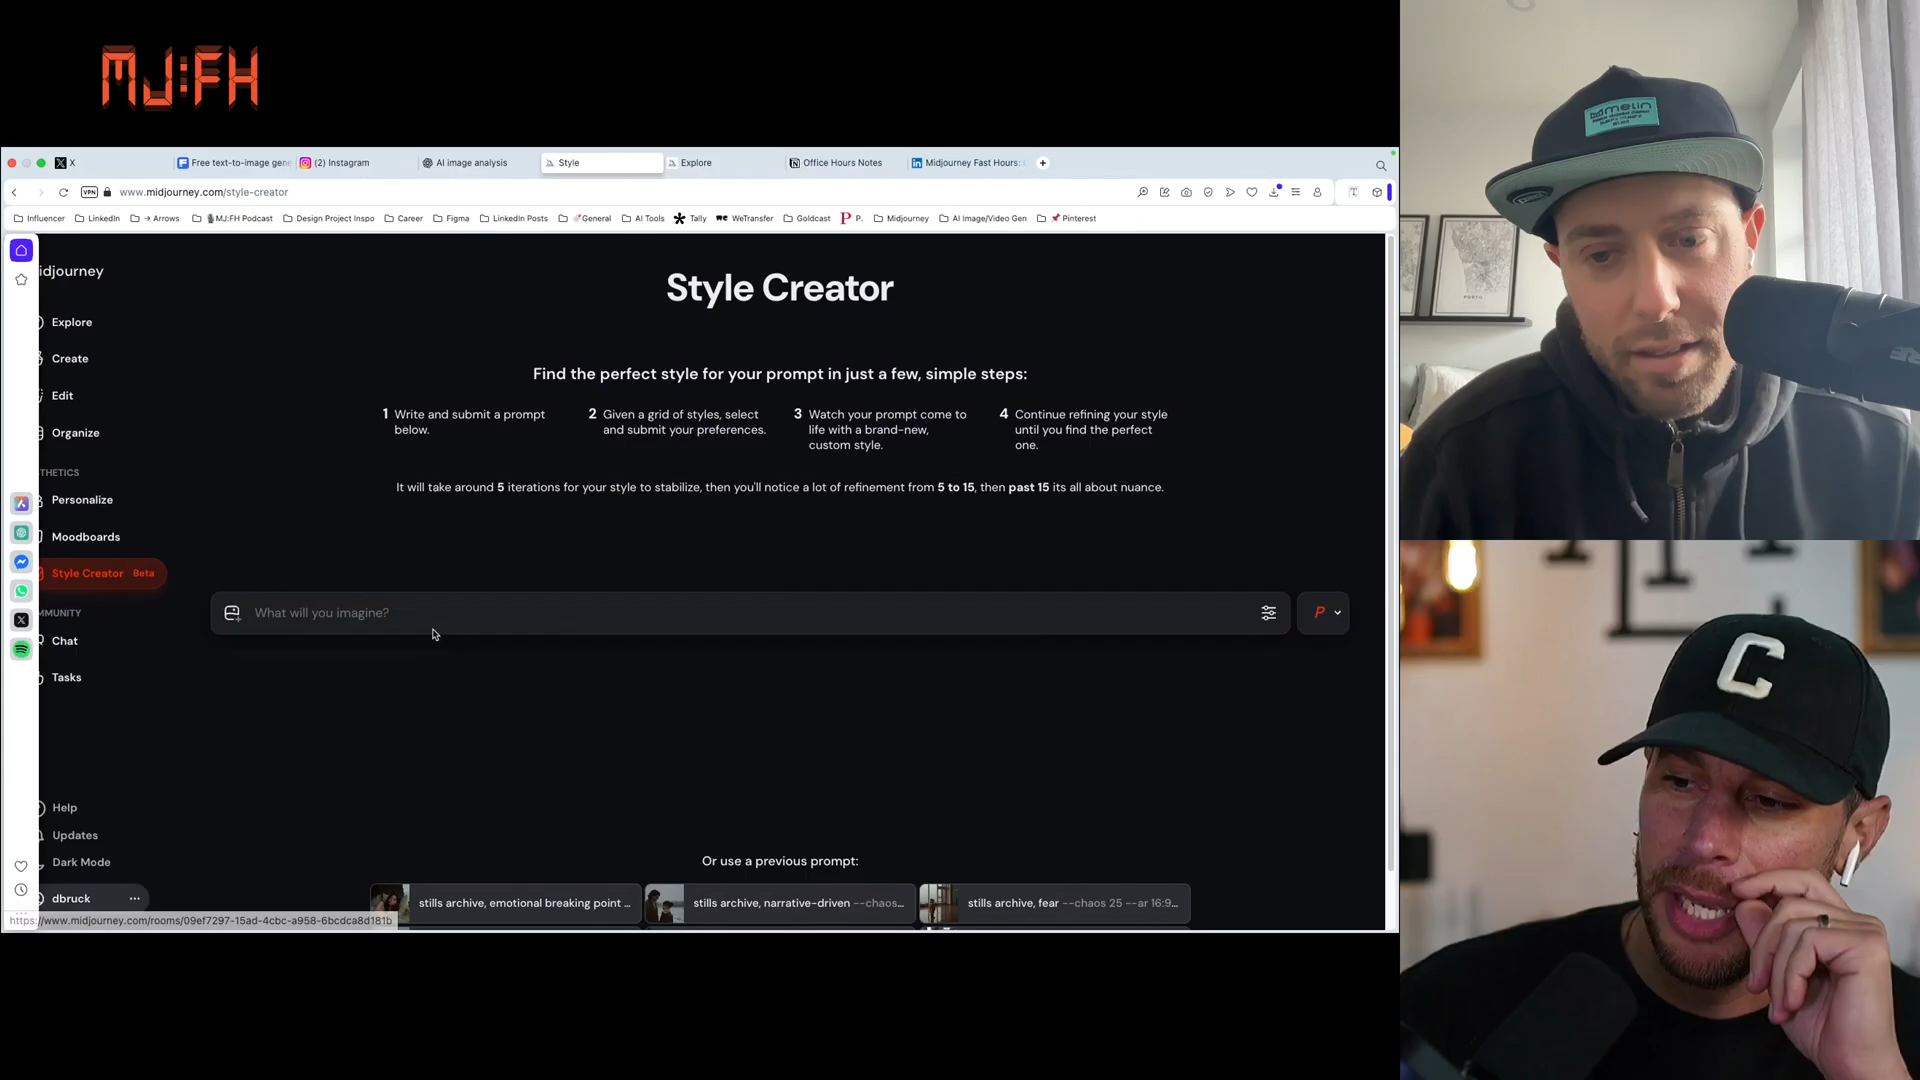 MJ:FH
X
Free text-to-image gene
(2) Instagram
AI image analysis
Style
Explore
Office Hours Notes
Midjourney Fast Hours:
VPN
www.midjourney.com/style-creator
Influencer
LinkedIn
→ Arrows
MJ:FH Podcast
Design Project Inspo
Career
Figma
LinkedIn Posts
General
AI Tools
Tally
WeTransfer
Goldcast
P.
Midjourney
AI Image/Video Gen
Pinterest
idjourney
Explore
Create
Edit
Organize
THETICS
Personalize
Moodboards
Style Creator Beta
MMUNITY
Chat
Tasks
Help
Updates
Dark Mode
dbruck
https://www.midjourney.com/rooms/09ef7297-15ad-4cbc-a958-6bcdca8d181b
Style Creator
Find the perfect style for your prompt in just a few, simple steps:
1 Write and submit a prompt
below.
2 Given a grid of styles, select
and submit your preferences.
3 Watch your prompt come to
life with a brand-new,
custom style.
4 Continue refining your style
until you find the perfect
one.
It will take around 5 iterations for your style to stabilize, then you'll notice a lot of refinement from 5 to 15, then past 15 its all about nuance.
What will you imagine?
P
Or use a previous prompt:
stills archive, emotional breaking point ...
stills archive, narrative-driven --chaos...
stills archive, fear --chaos 25 --ar 16:9...
melin
PORTO
C